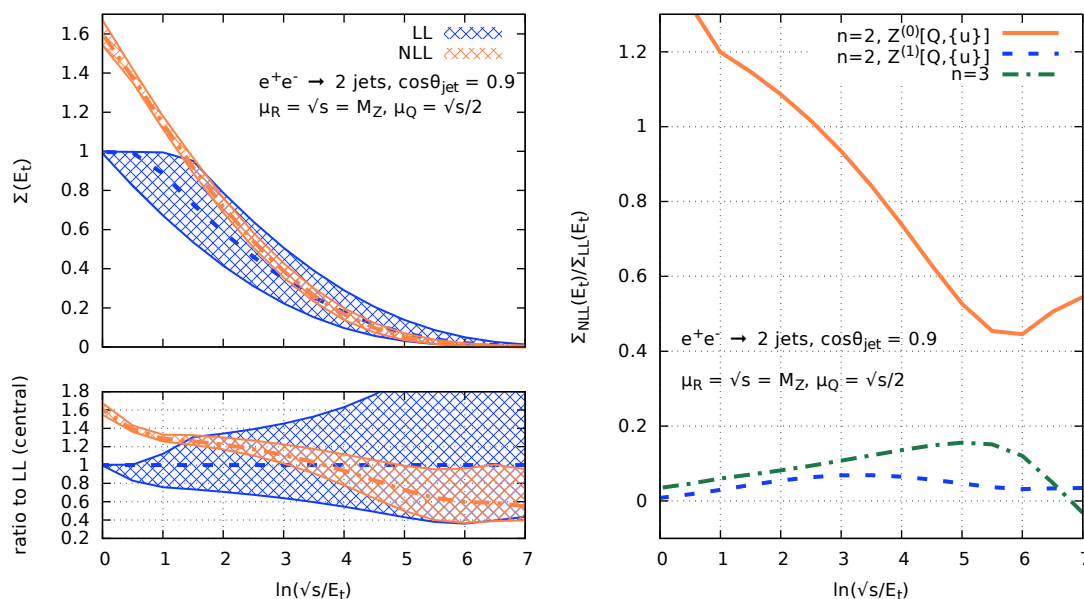 LL
NLL
e⁺e⁻ → 2 jets, cosθjet = 0.9
μR = √s = MZ, μQ = √s/2
Σ(Et)
1.6
1.4
1.2
1
0.8
0.6
0.4
0.2
0
ratio to LL (central)
1.8
1.6
1.4
1.2
1
0.8
0.6
0.4
0.2
0 1 2 3 4 5 6 7
ln(√s/Et)
n=2, Z(0)[Q,{u}]
n=2, Z(1)[Q,{u}]
n=3
ΣNLL(Et)/ΣLL(Et)
1.2
1
0.8
0.6
0.4
0.2
0
e⁺e⁻ → 2 jets, cosθjet = 0.9
μR = √s = MZ, μQ = √s/2
0 1 2 3 4 5 6 7
ln(√s/Et)